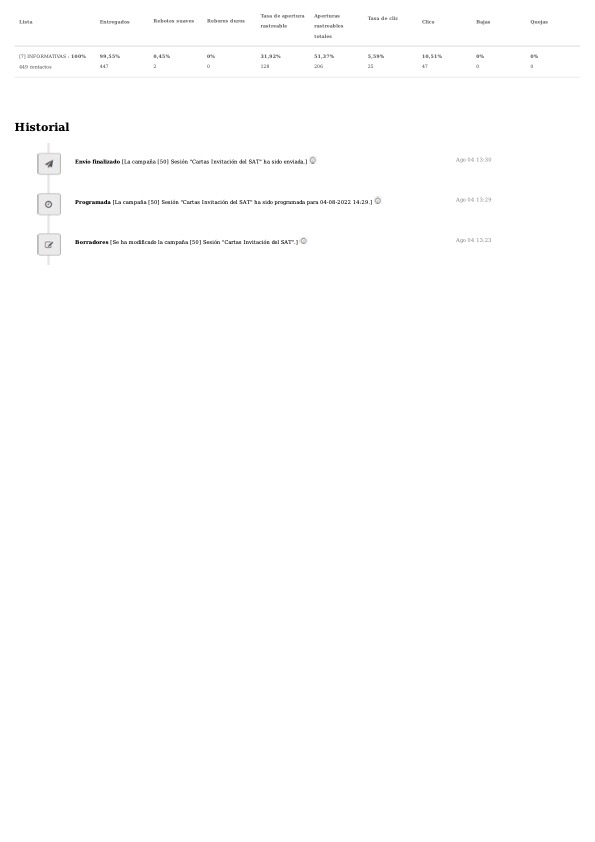 Lista Entregados Rebotes suaves Rebotes duros Tasa de apertura rastreable Aperturas rastreables totales Tasa de clic Clics Bajas Quejas
[7] INFORMATIVAS - 100% 99,55% 0,45% 0% 31,92% 51,37% 5,59% 10,51% 0% 0%
449 contactos 447 2 0 128 206 25 47 0 0
Historial
Envío finalizado [La campaña [50] Sesión "Cartas Invitación del SAT" ha sido enviada.] Ago 04 13:30
Programada [La campaña [50] Sesión "Cartas Invitación del SAT" ha sido programada para 04-08-2022 14:29.] Ago 04 13:29
Borradores [Se ha modificado la campaña [50] Sesión "Cartas Invitación del SAT".] Ago 04 13:23